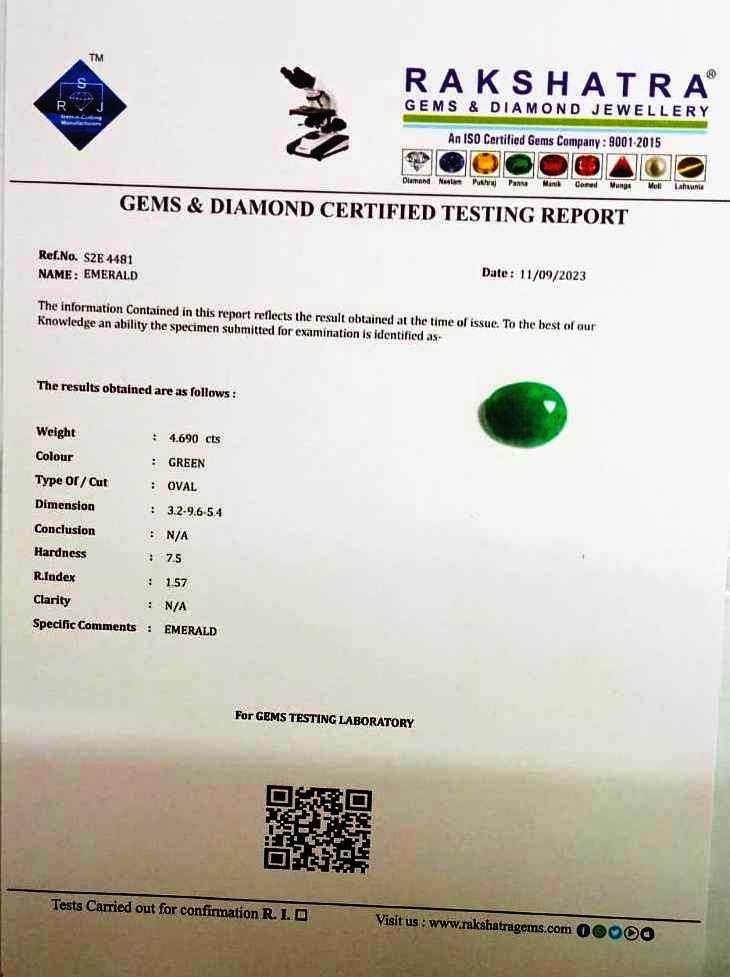 TM
S
R J
Gems-Cutting
Manufacturers
RAKSHATRA®
GEMS & DIAMOND JEWELLERY
An ISO Certified Gems Company : 9001-2015
Diamond Neelam Pukhraj Panna Manik Gomed Munga Moti Lahsunia
GEMS & DIAMOND CERTIFIED TESTING REPORT
Ref.No. S2E 4481
NAME : EMERALD
Date : 11/09/2023
The information Contained in this report reflects the result obtained at the time of issue. To the best of our
Knowledge an ability the specimen submitted for examination is identified as-
The results obtained are as follows :
Weight : 4.690 cts
Colour : GREEN
Type Of / Cut : OVAL
Dimension : 3.2-9.6-5.4
Conclusion : N/A
Hardness : 7.5
R.Index : 1.57
Clarity : N/A
Specific Comments : EMERALD
For GEMS TESTING LABORATORY
Tests Carried out for confirmation R. I. ☐
Visit us : www.rakshatragems.com